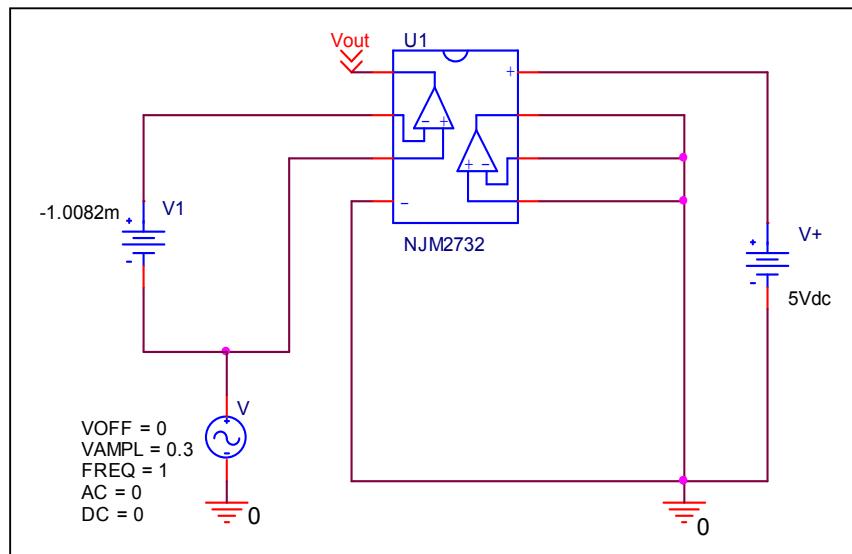 Vout
U1
+
- +
+ -
-
NJM2732
-1.0082m
+
V1
-
V+
+
-
5Vdc
V
+
-
VOFF = 0
VAMPL = 0.3
FREQ = 1
AC = 0
DC = 0
0
0